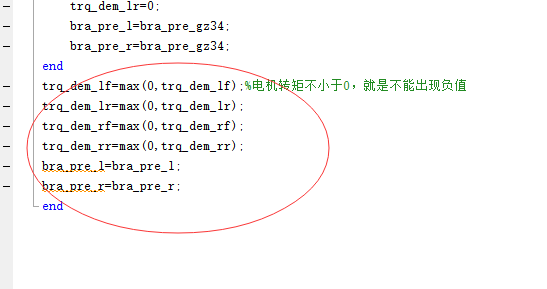 trq_dem_lr=0;
bra_pre_l=bra_pre_gz34;
bra_pre_r=bra_pre_gz34;
end
trq_dem_lf=max(0,trq_dem_lf);%电机转矩不小于0，就是不能出现负值
trq_dem_lr=max(0,trq_dem_lr);
trq_dem_rf=max(0,trq_dem_rf);
trq_dem_rr=max(0,trq_dem_rr);
bra_pre_l=bra_pre_l;
bra_pre_r=bra_pre_r;
end